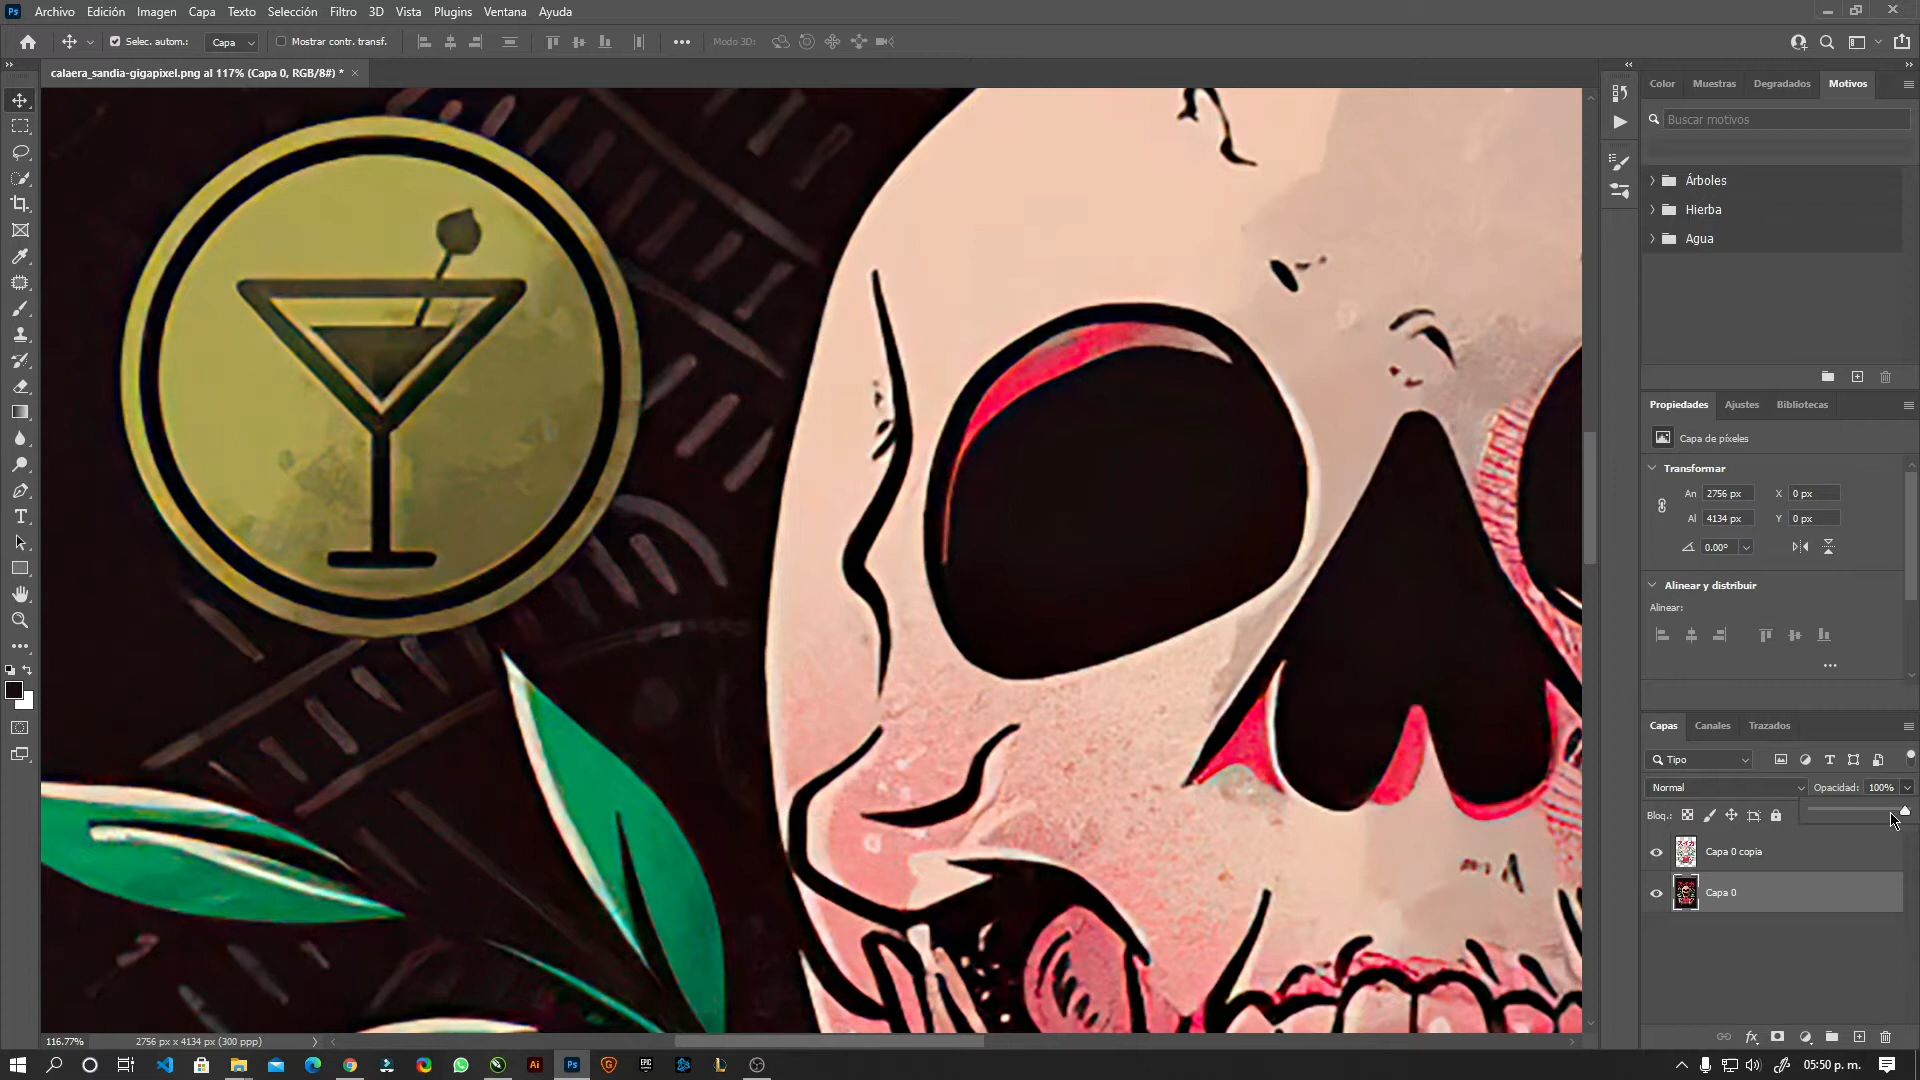 Ps Archivo Edición Imagen Capa Texto Selección Filtro 3D Vista Plugins Ventana Ayuda
Selec. autom.: Capa Mostrar contr. transf. Modo 3D:
calaera_sandia-gigapixel.png al 117% (Capa 0, RGB/8#) *
Color Muestras Degradados Motivos
Buscar motivos
Árboles
Hierba
Agua
Propiedades Ajustes Bibliotecas
Capa de píxeles
Transformar
An 2756 px X 0 px
Al 4134 px Y 0 px
0.00°
Alinear y distribuir
Alinear:
Capas Canales Trazados
Tipo
Normal Opacidad: 100%
Bloq.:
Capa 0 copia
Capa 0
116.77% 2756 px x 4134 px (300 ppp)
Ai Ps EPIC
05:50 p. m.